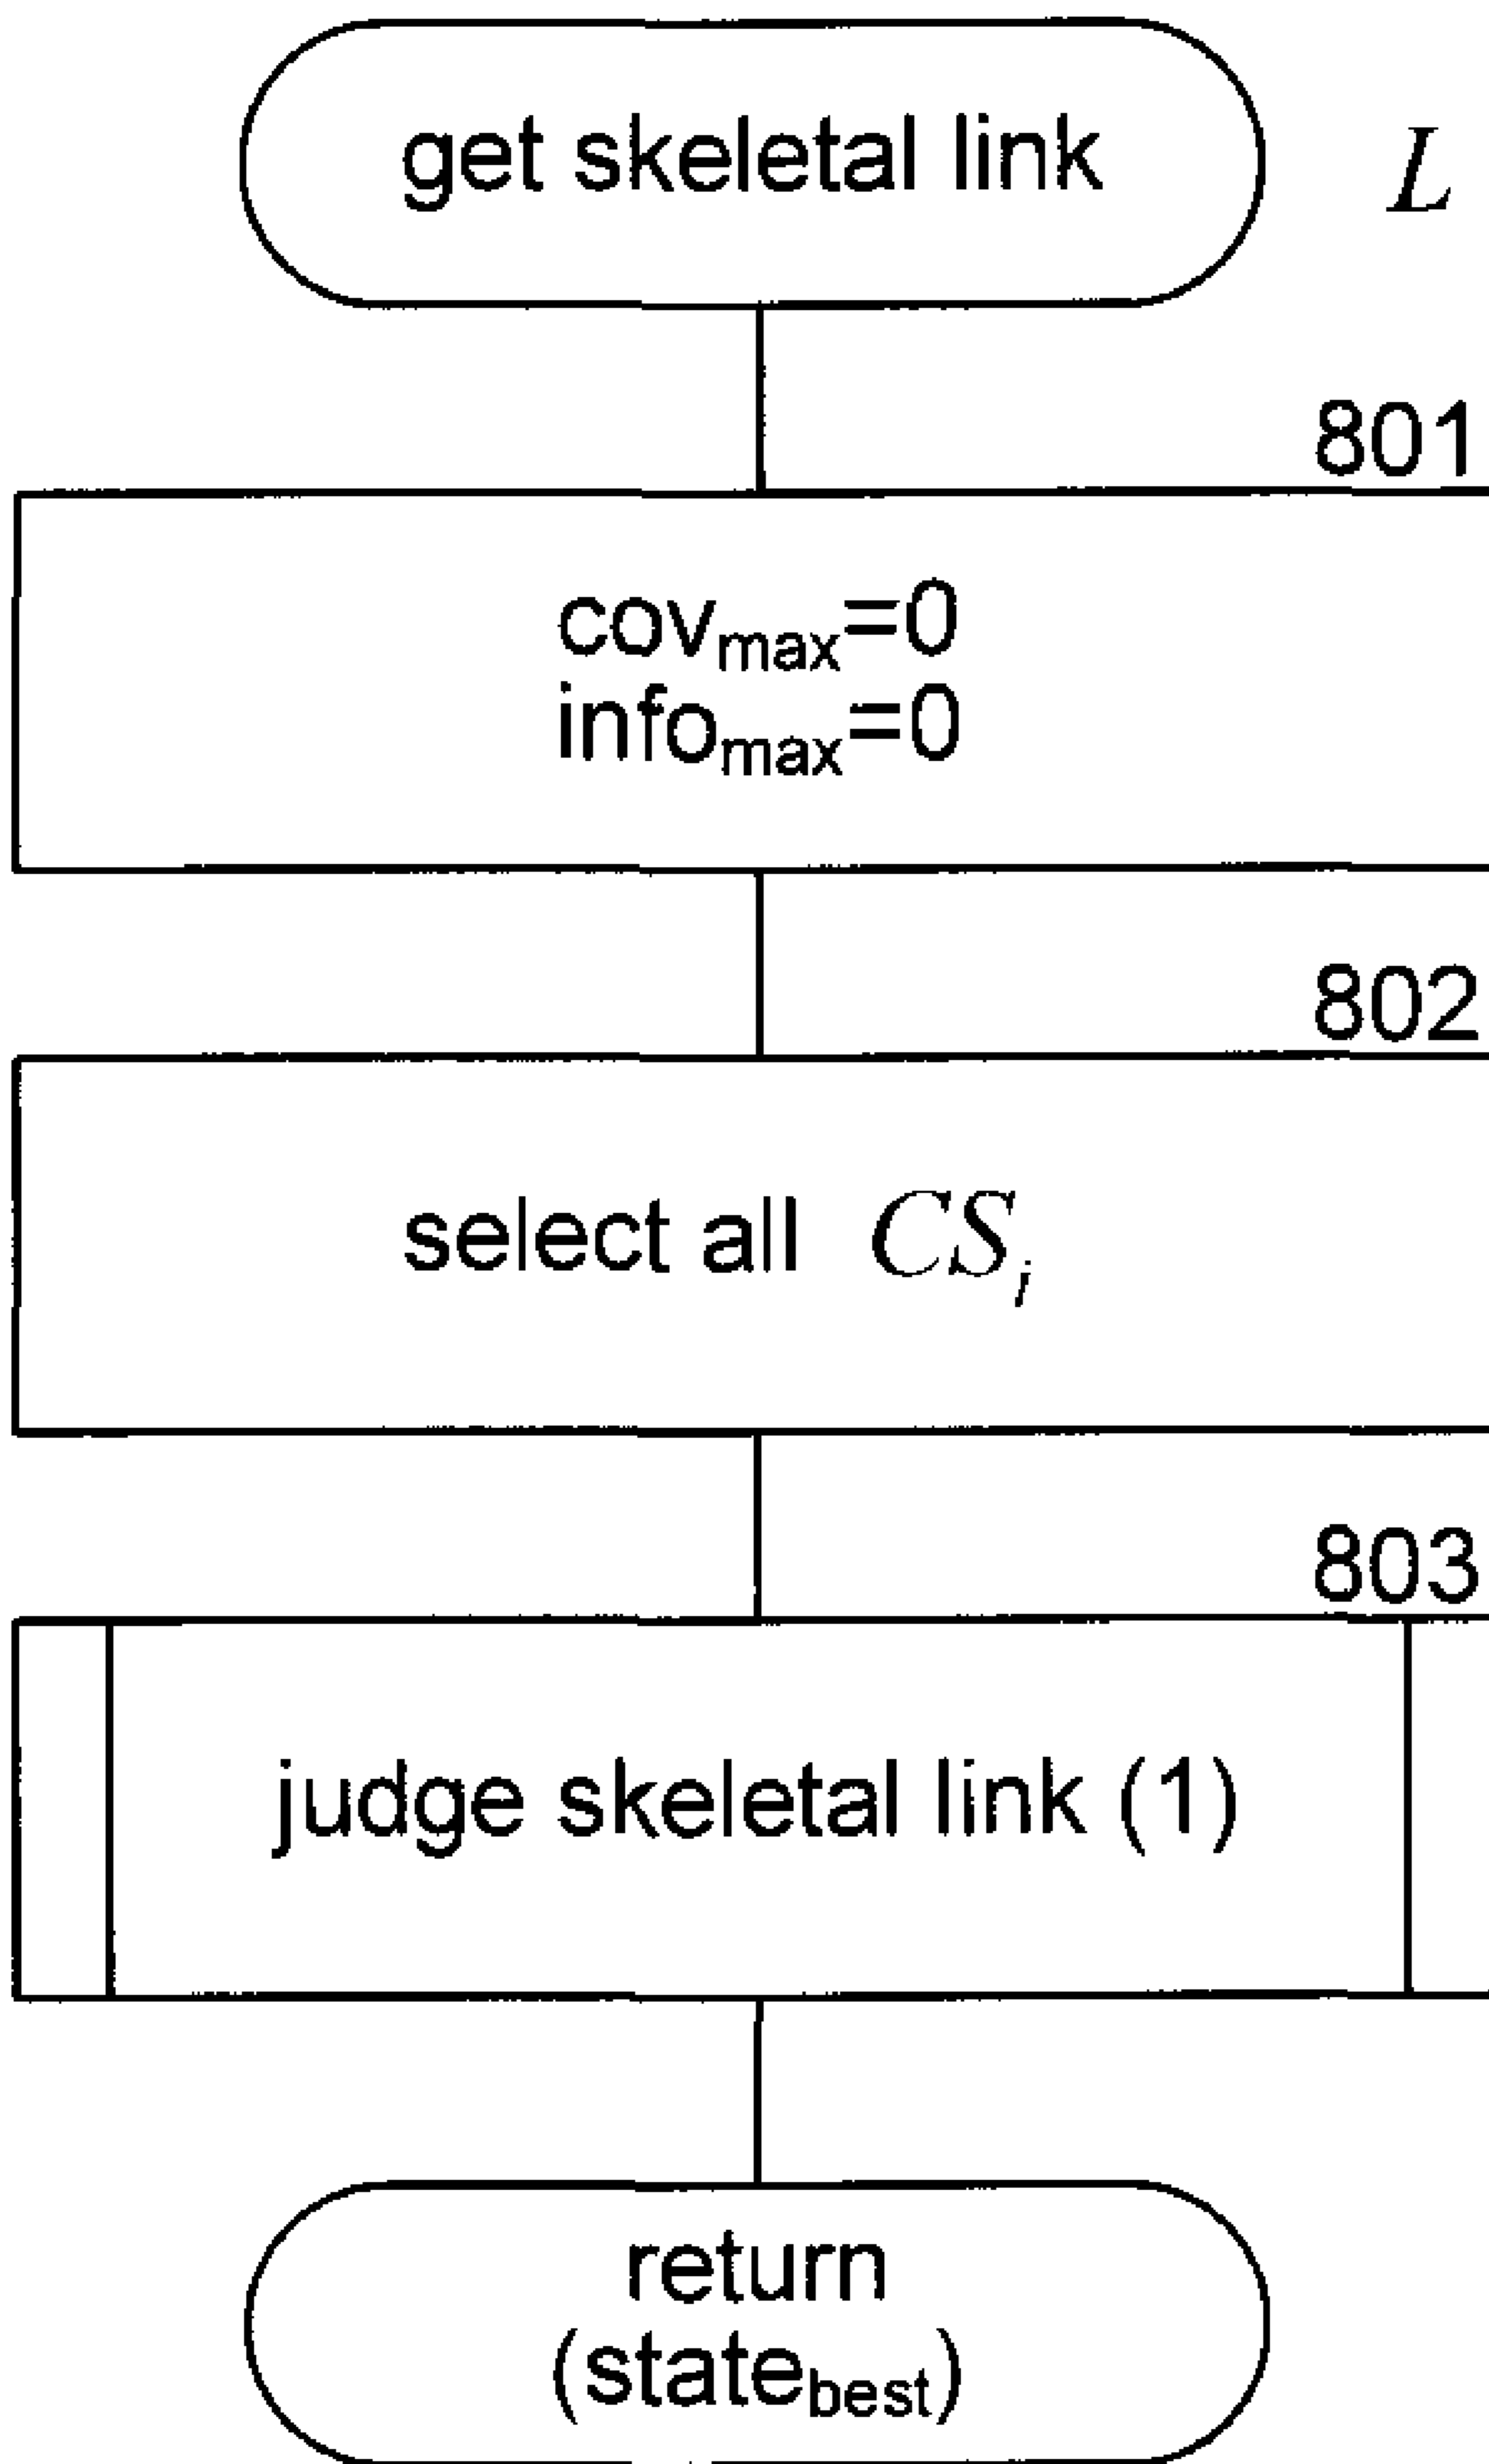 get skeletal link L
801
cov_max=0
info_max=0
802
select all CS_i
803
judge skeletal link (1)
return
(state_best)